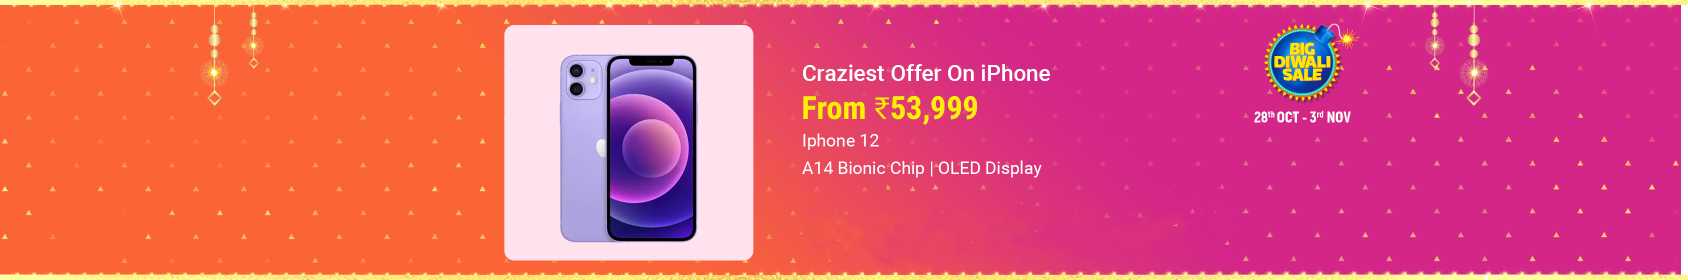 Craziest Offer On iPhone
From ₹53,999
Iphone 12
A14 Bionic Chip | OLED Display
BIG
DIWALI
SALE
28th OCT - 3rd NOV